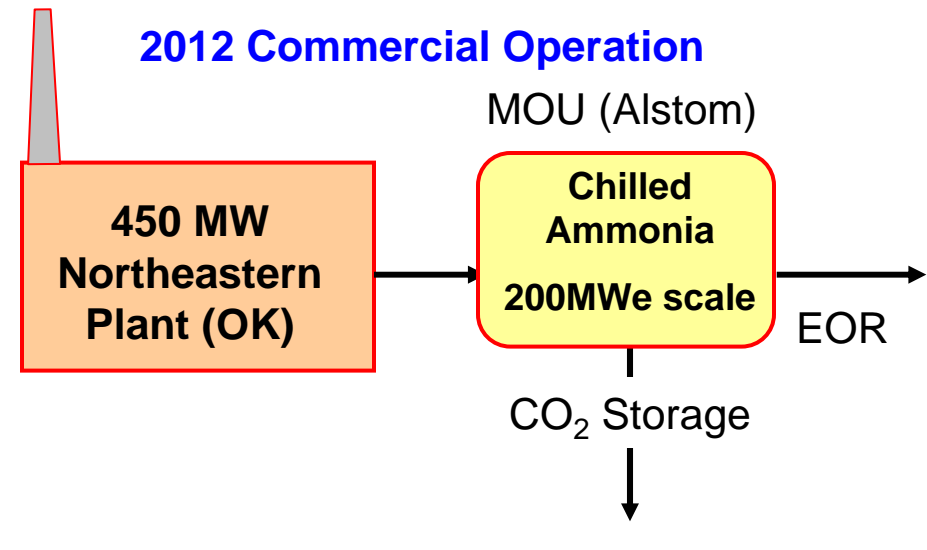 2012 Commercial Operation
MOU (Alstom)
Chilled
Ammonia
200MWe scale
450 MW
Northeastern
Plant (OK)
EOR
CO₂ Storage